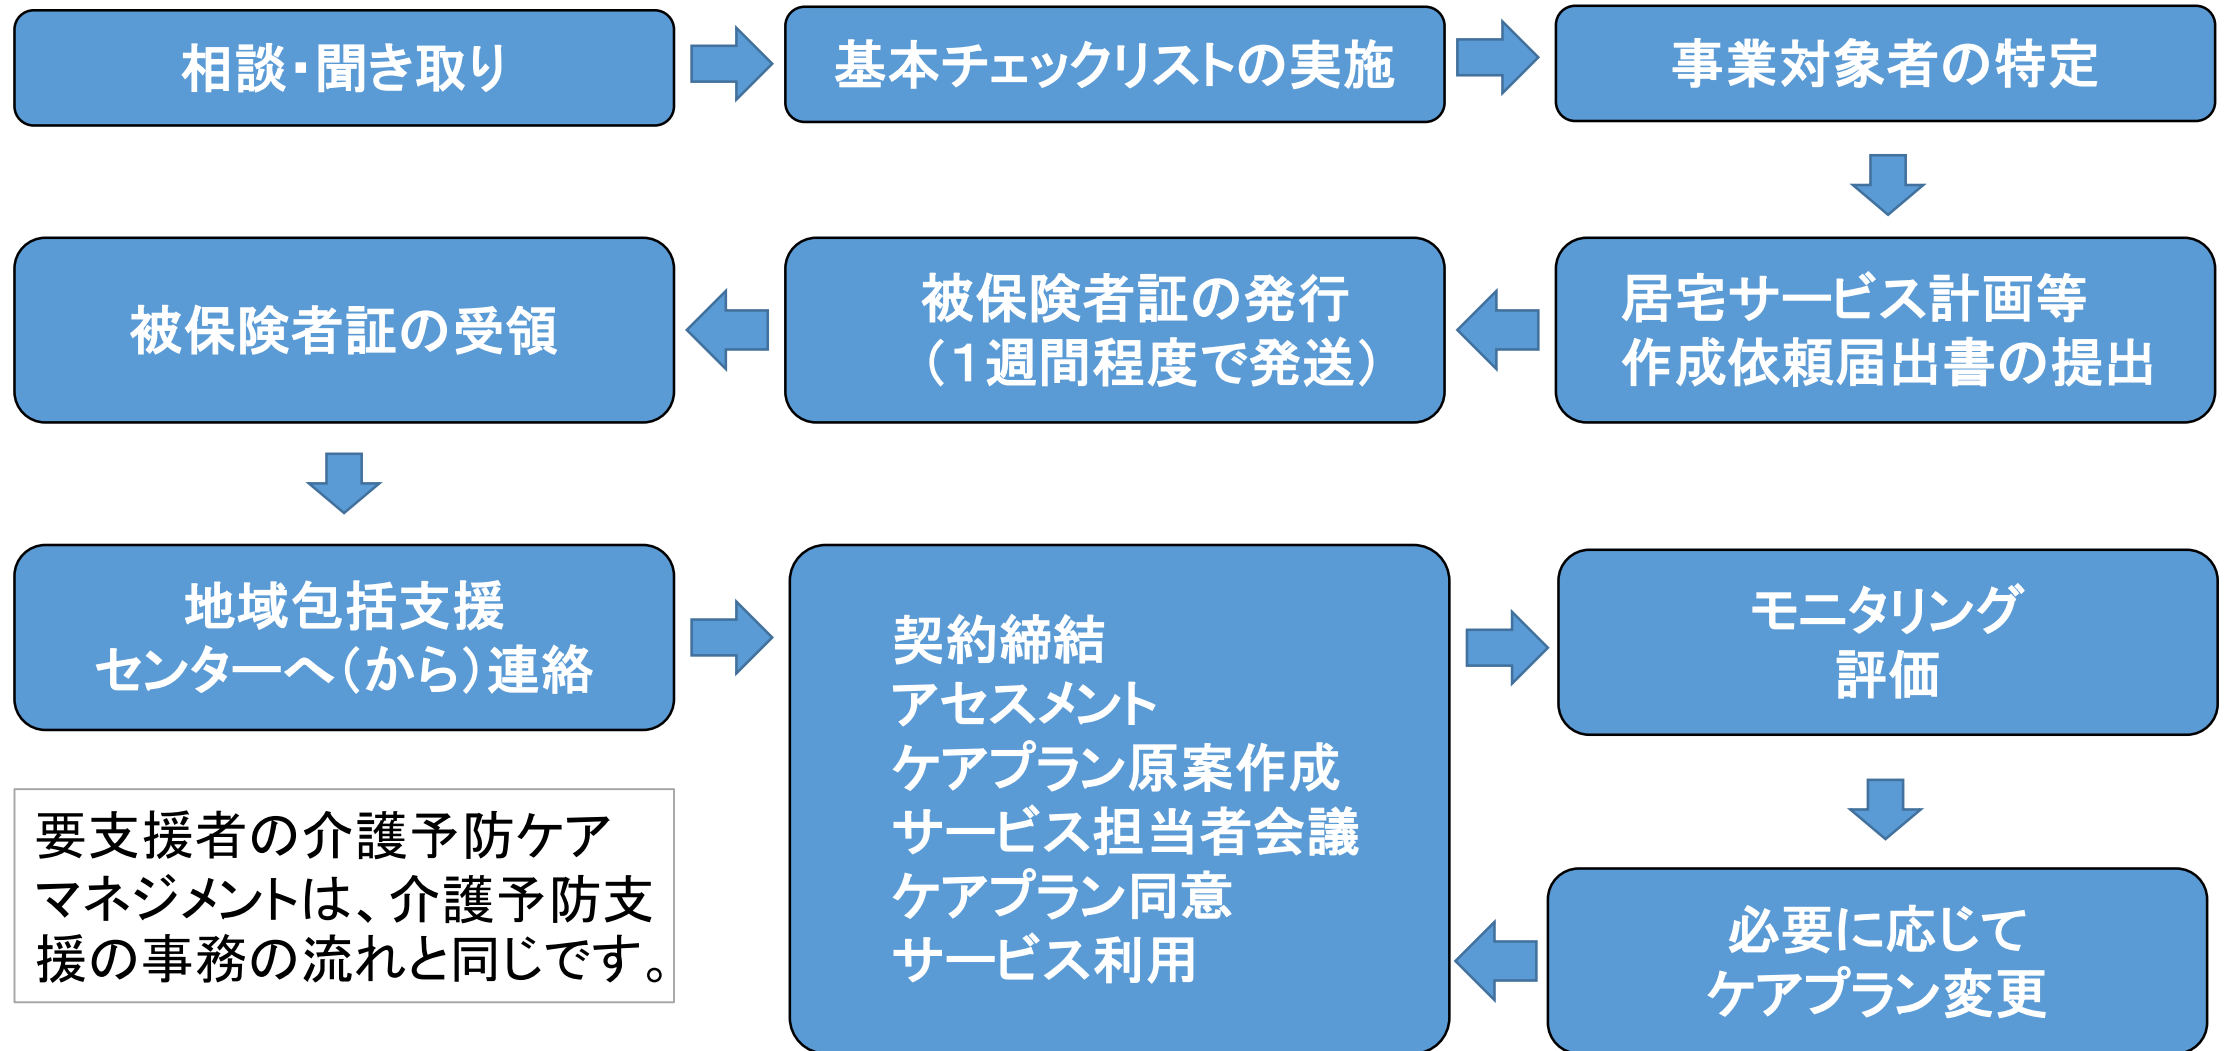 相談・聞き取り
基本チェックリストの実施
事業対象者の特定
居宅サービス計画等
作成依頼届出書の提出
被保険者証の発行
（１週間程度で発送）
被保険者証の受領
地域包括支援
センターへ（から）連絡
契約締結
アセスメント
ケアプラン原案作成
サービス担当者会議
ケアプラン同意
サービス利用
モニタリング
評価
必要に応じて
ケアプラン変更
要支援者の介護予防ケア
マネジメントは、介護予防支
援の事務の流れと同じです。